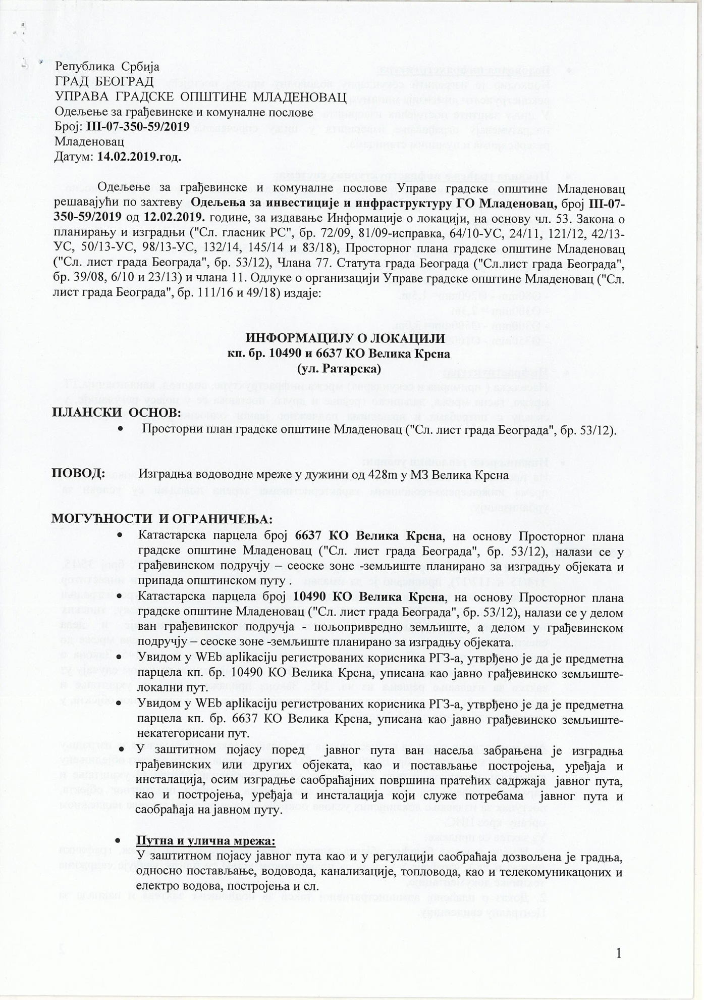 Република Србија
ГРАД БЕОГРАД
УПРАВА ГРАДСКЕ ОПШТИНЕ МЛАДЕНОВАЦ
Одељење за грађевинске и комуналне послове
Број: III-07-350-59/2019
Младеновац
Датум: 14.02.2019.год.
Одељење за грађевинске и комуналне послове Управе градске општине Младеновац
решавајући по захтеву Одељења за инвестиције и инфраструктуру ГО Младеновац, број III-07-
350-59/2019 од 12.02.2019. године, за издавање Информације о локацији, на основу чл. 53. Закона о
планирању и изградњи ("Сл. гласник РС", бр. 72/09, 81/09-исправка, 64/10-УС, 24/11, 121/12, 42/13-
УС, 50/13-УС, 98/13-УС, 132/14, 145/14 и 83/18), Просторног плана градске општине Младеновац
("Сл. лист града Београда", бр. 53/12), Члана 77. Статута града Београда ("Сл.лист града Београда",
бр. 39/08, 6/10 и 23/13) и члана 11. Одлуке о организацији Управе градске општине Младеновац ("Сл.
лист града Београда", бр. 111/16 и 49/18) издаје:
ИНФОРМАЦИЈУ О ЛОКАЦИЈИ
кп. бр. 10490 и 6637 КО Велика Крсна
(ул. Ратарска)
ПЛАНСКИ ОСНОВ:
• Просторни план градске општине Младеновац ("Сл. лист града Београда", бр. 53/12).
ПОВОД: Изградња водоводне мреже у дужини од 428m у МЗ Велика Крсна
МОГУЋНОСТИ И ОГРАНИЧЕЊА:
• Катастарска парцела број 6637 КО Велика Крсна, на основу Просторног плана
градске општине Младеновац ("Сл. лист града Београда", бр. 53/12), налази се у
грађевинском подручју – сеоске зоне -земљиште планирано за изградњу објеката и
припада општинском путу .
• Катастарска парцела број 10490 КО Велика Крсна, на основу Просторног плана
градске општине Младеновац ("Сл. лист града Београда", бр. 53/12), налази се у делом
ван грађевинског подручја - пољопривредно земљиште, а делом у грађевинском
подручју – сеоске зоне -земљиште планирано за изградњу објеката.
• Увидом у WEb aplikaciju регистрованих корисника РГЗ-а, утврђено је да је предметна
парцела кп. бр. 10490 КО Велика Крсна, уписана као јавно грађевинско земљиште-
локални пут.
• Увидом у WEb aplikaciju регистрованих корисника РГЗ-а, утврђено је да је предметна
парцела кп. бр. 6637 КО Велика Крсна, уписана као јавно грађевинско земљиште-
некатегорисани пут.
• У заштитном појасу поред јавног пута ван насеља забрањена је изградња
грађевинских или других објеката, као и постављање постројења, уређаја и
инсталација, осим изградње саобраћајних површина пратећих садржаја јавног пута,
као и постројења, уређаја и инсталација који служе потребама јавног пута и
саобраћаја на јавном путу.
• Путна и улична мрежа:
У заштитном појасу јавног пута као и у регулацији саобраћаја дозвољена је градња,
односно постављање, водовода, канализације, топловода, као и телекомуникацоних и
електро водова, постројења и сл.
1